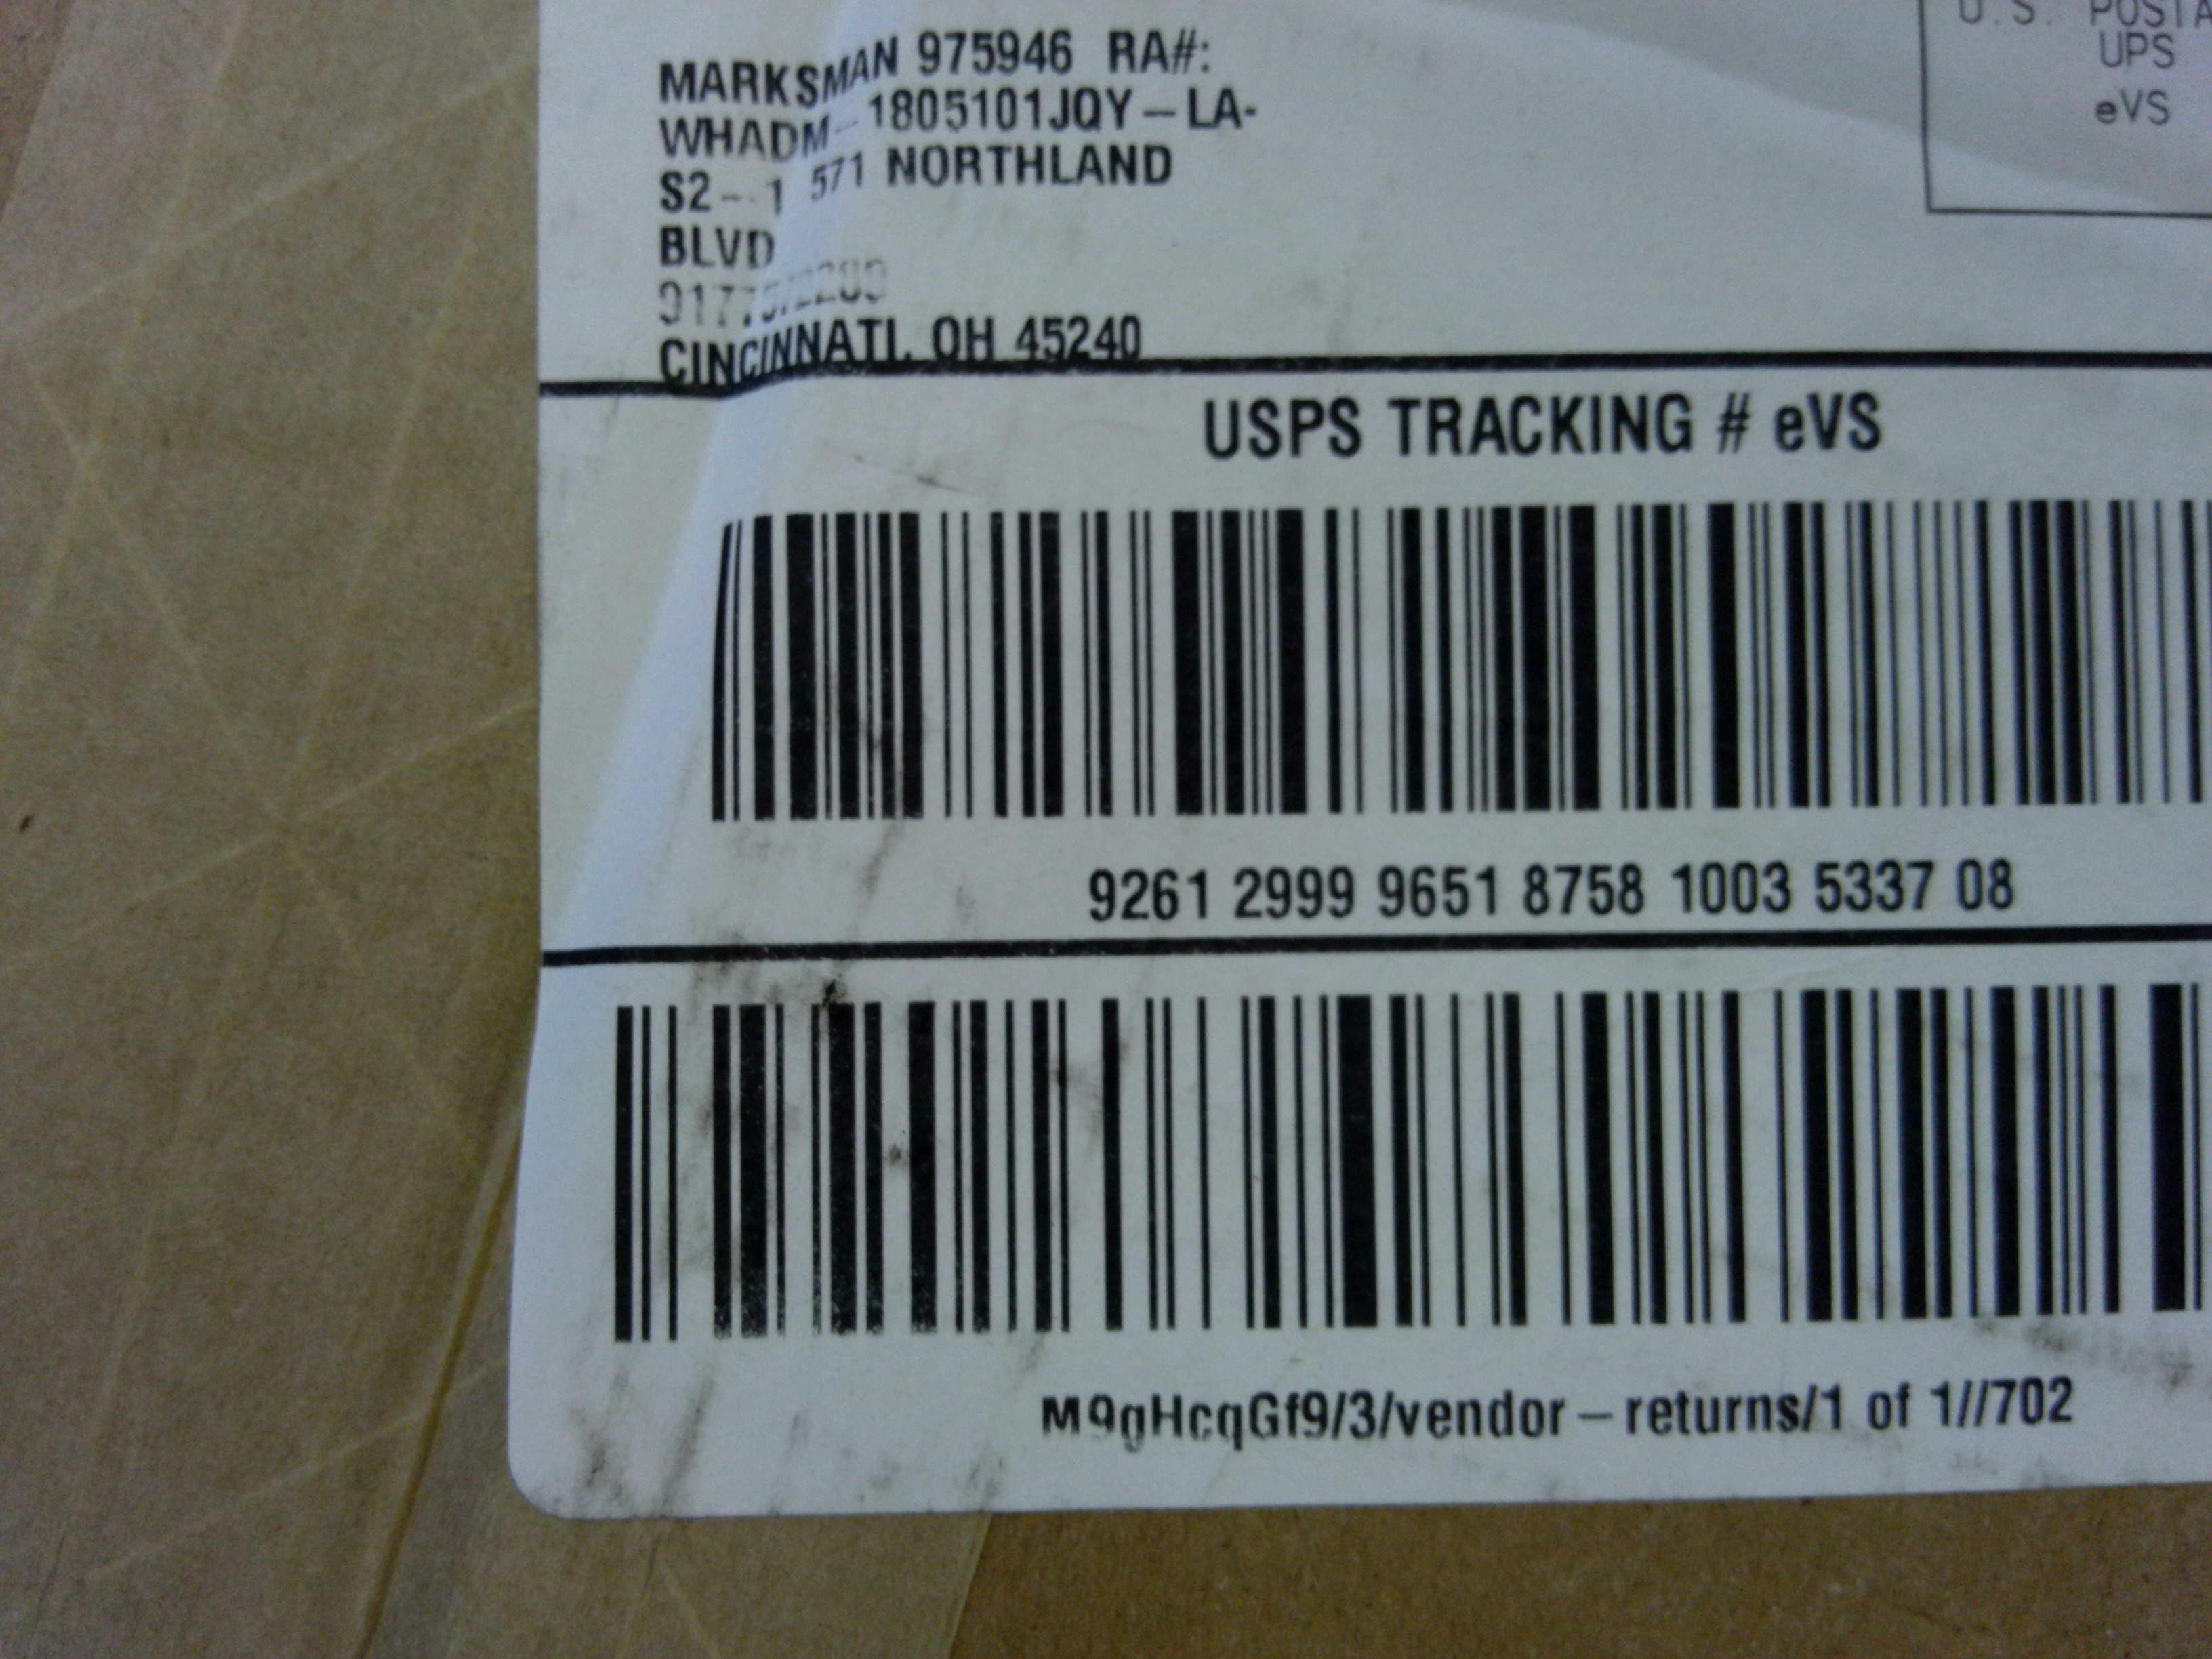 MARKSMAN 975946 RA#:
WHADM-1805101JQY-LA-
S2--1 571 NORTHLAND
BLVD
CINCINNATI, OH 45240
U.S.
UPS
eVS
USPS TRACKING # eVS
9261 2999 9651 8758 1003 5337 08
M9gHcqGf9/3/vendor-returns/1 of 1//702